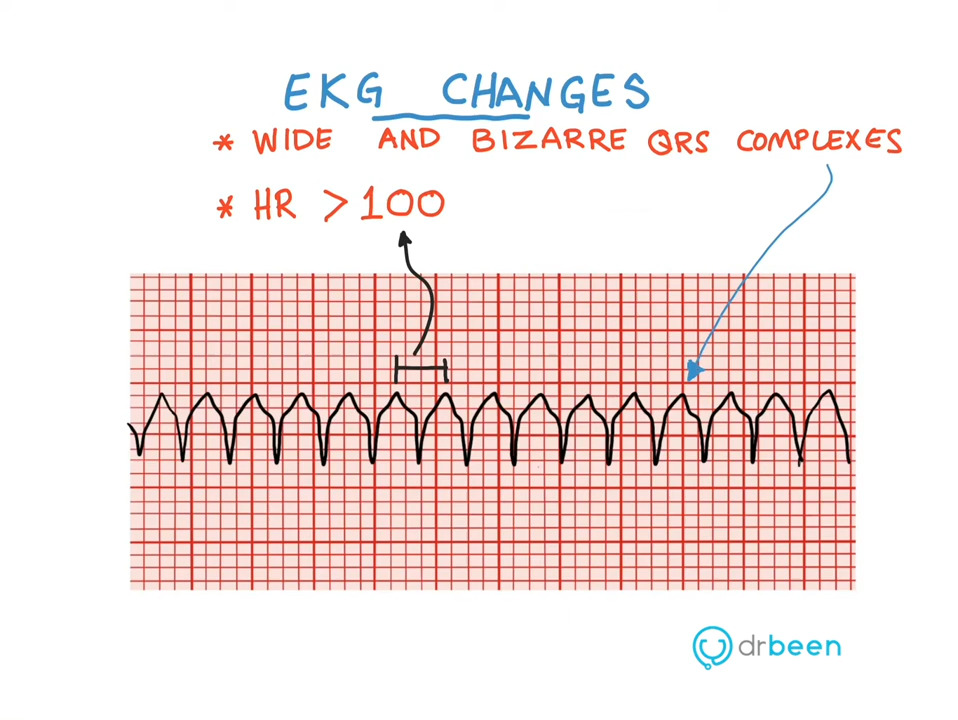 EKG CHANGES
* WIDE AND BIZARRE QRS COMPLEXES
* HR > 100
drbeen